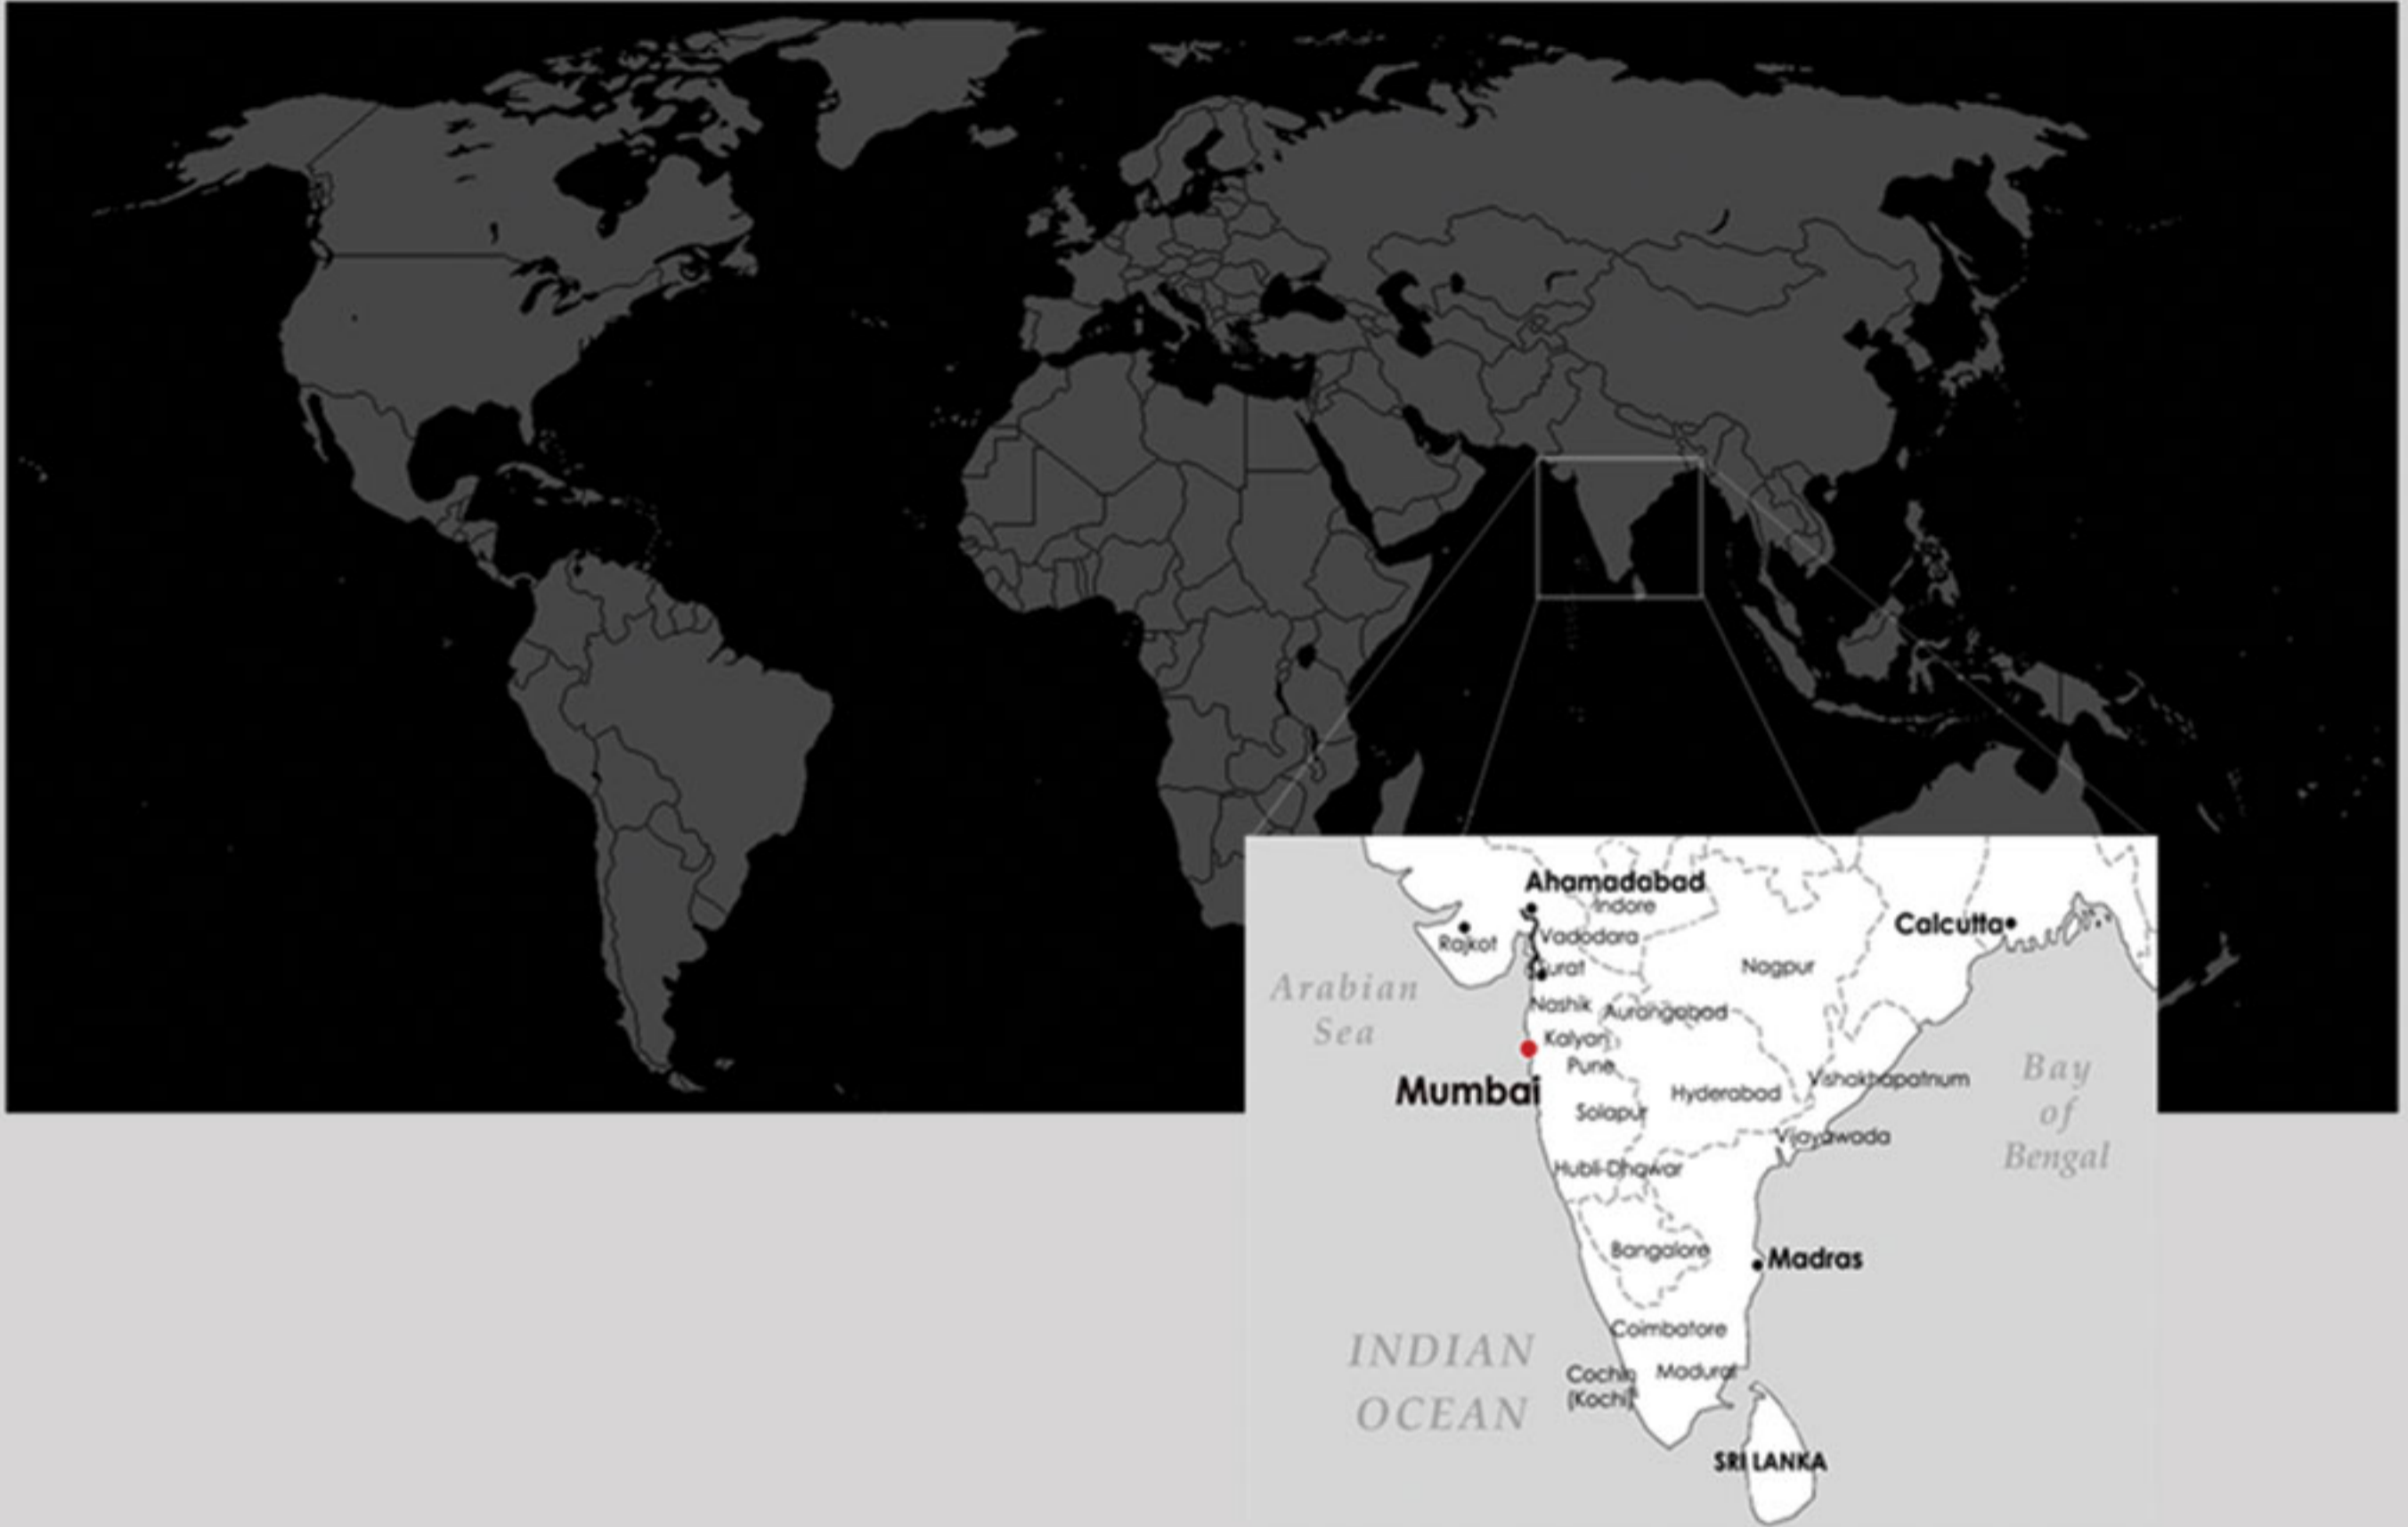 Ahamadabad
Indore
Calcutta
Rajkot
Vadodara
Surat
Nagpur
Arabian
Sea
Nashik
Aurangabad
Kalyan
Pune
Mumbai
Hyderabad
Vishakhapatnum
Bay
of
Bengal
Solapur
Vijayawada
Hubli-Dhawar
Bangalore
Madras
Coimbatore
INDIAN
OCEAN
Cochin
(Kochi)
Madurai
SRI LANKA